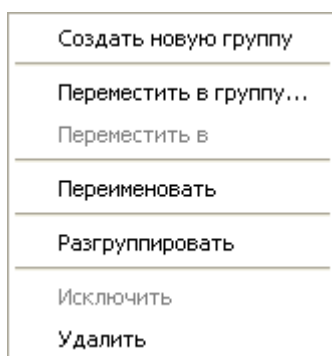 Создать новую группу
Переместить в группу...
Переместить в
Переименовать
Разгруппировать
Исключить
Удалить